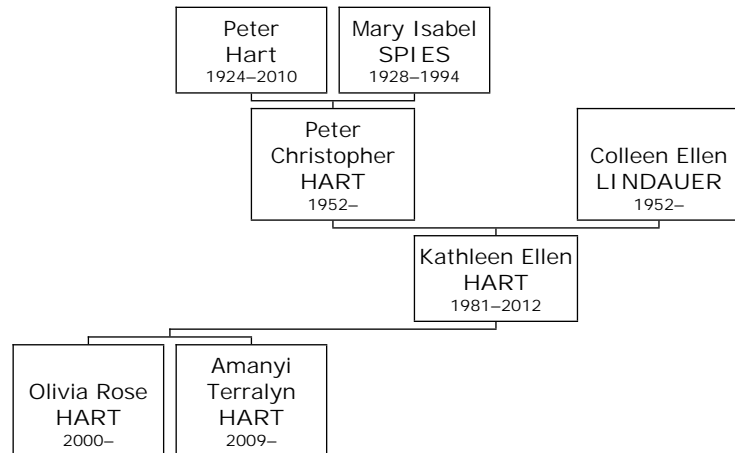 Peter
Hart
1924–2010
Mary Isabel
SPIES
1928–1994
Peter
Christopher
HART
1952–
Colleen Ellen
LINDAUER
1952–
Kathleen Ellen
HART
1981–2012
Olivia Rose
HART
2000–
Amanyi
Terralyn
HART
2009–